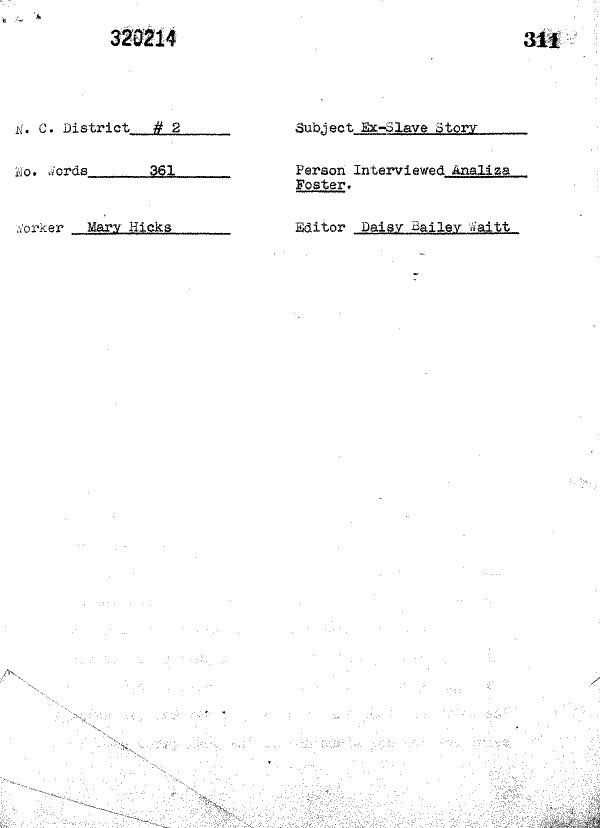 320214
311
N. C. District # 2
Subject Ex-Slave Story
No. Words 361
Person Interviewed Analiza
Foster.
Worker Mary Hicks
Editor Daisy Bailey Waitt